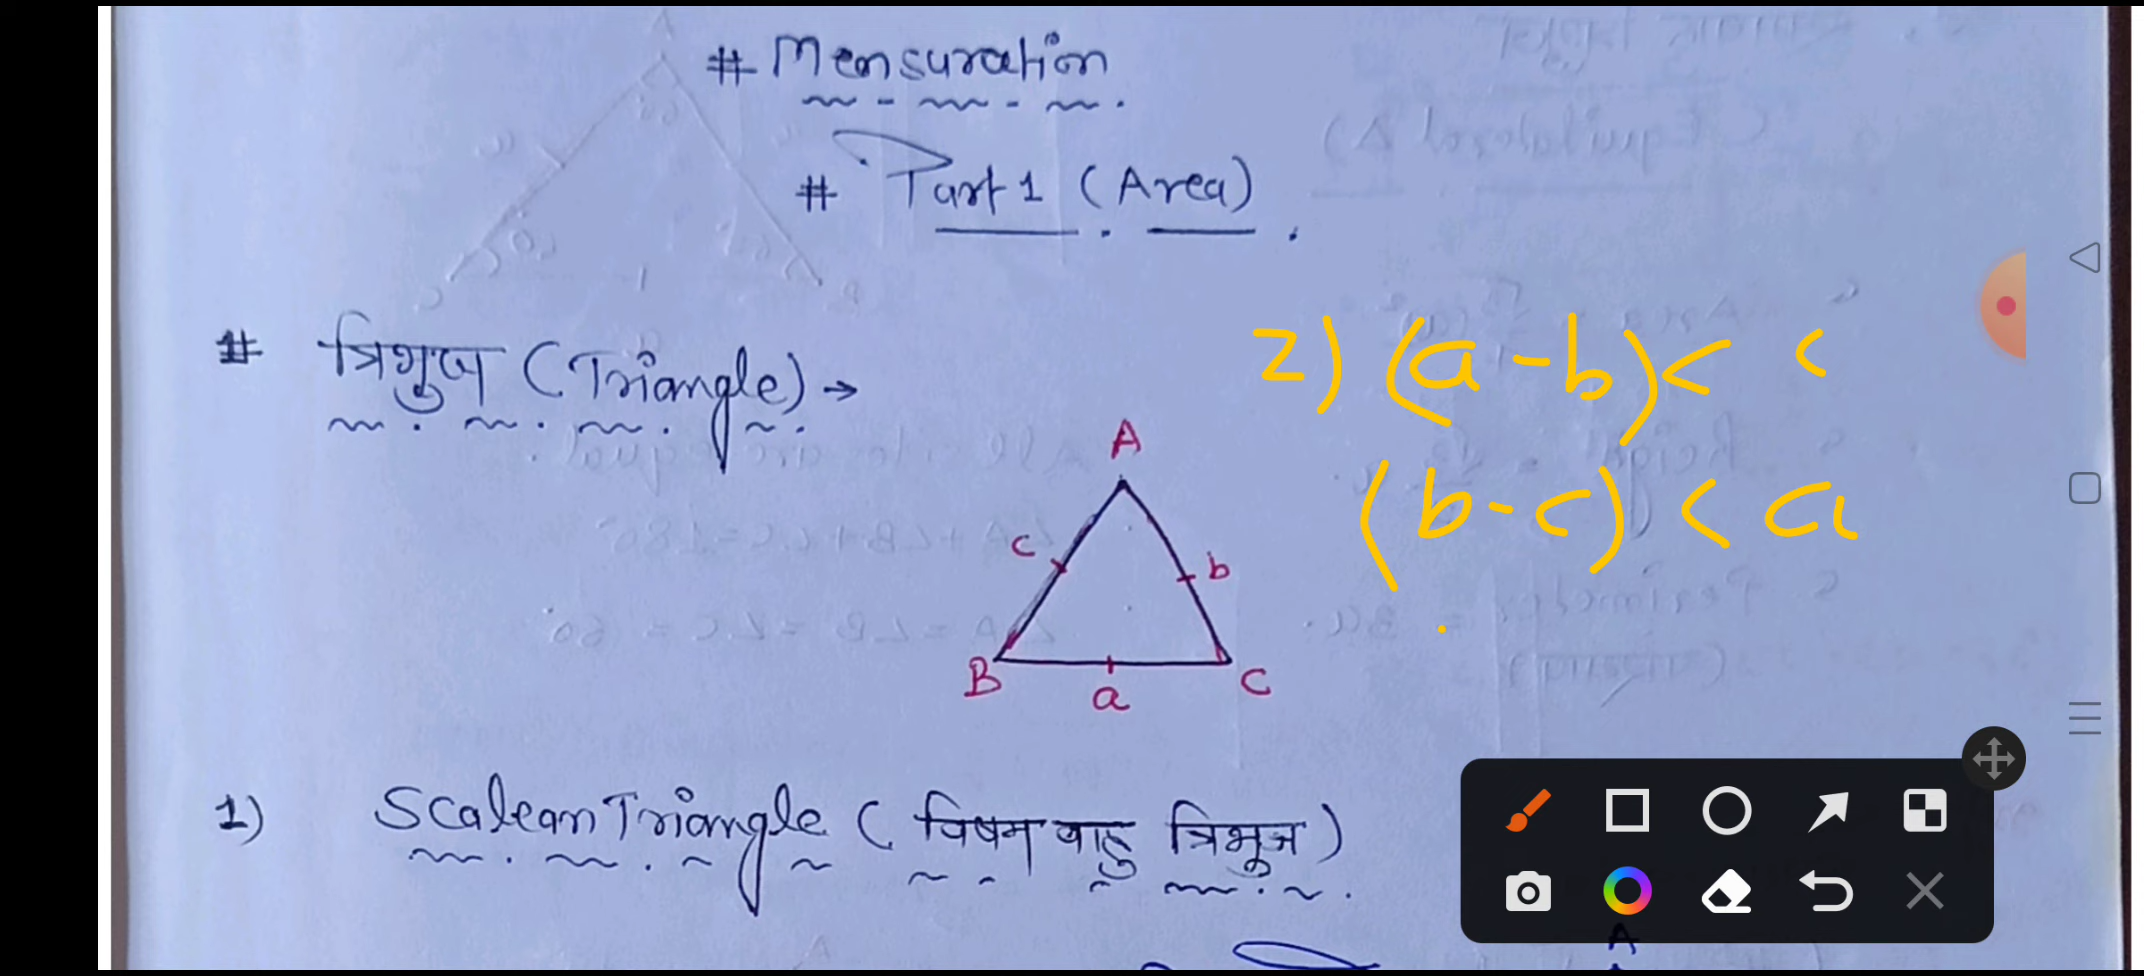 # Mensuration
# Part 1 (Area)
# त्रिभुज (Triangle) →
2) (a - b) < c
(b - c) < a
A
c
b
B
a
C
1) Scalean Triangle (विषम बाहु त्रिभुज)
A